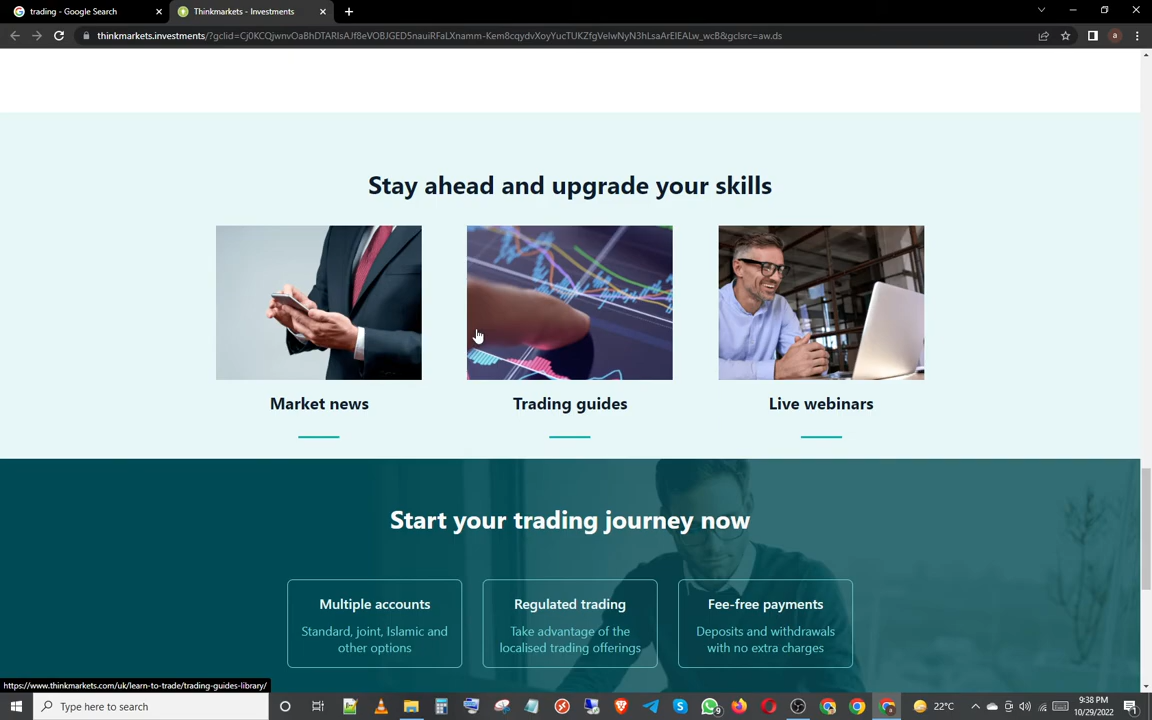 trading - Google Search
Thinkmarkets - Investments
thinkmarkets.investments/?gclid=Cj0KCQjwnvOaBhDTARIsAJf8eVOBJGED5nauiRFaLXnamm-Kem8cqydvXoyYucTUKZfgVelwNyN3hLsaArEIEALw_wcB&gclsrc=aw.ds
a
Stay ahead and upgrade your skills
Market news
Trading guides
Live webinars
Start your trading journey now
Multiple accounts
Standard, joint, Islamic and
other options
Regulated trading
Take advantage of the
localised trading offerings
Fee-free payments
Deposits and withdrawals
with no extra charges
https://www.thinkmarkets.com/uk/learn-to-trade/trading-guides-library/
Type here to search
9
22°C
9:38 PM
10/29/2022
1